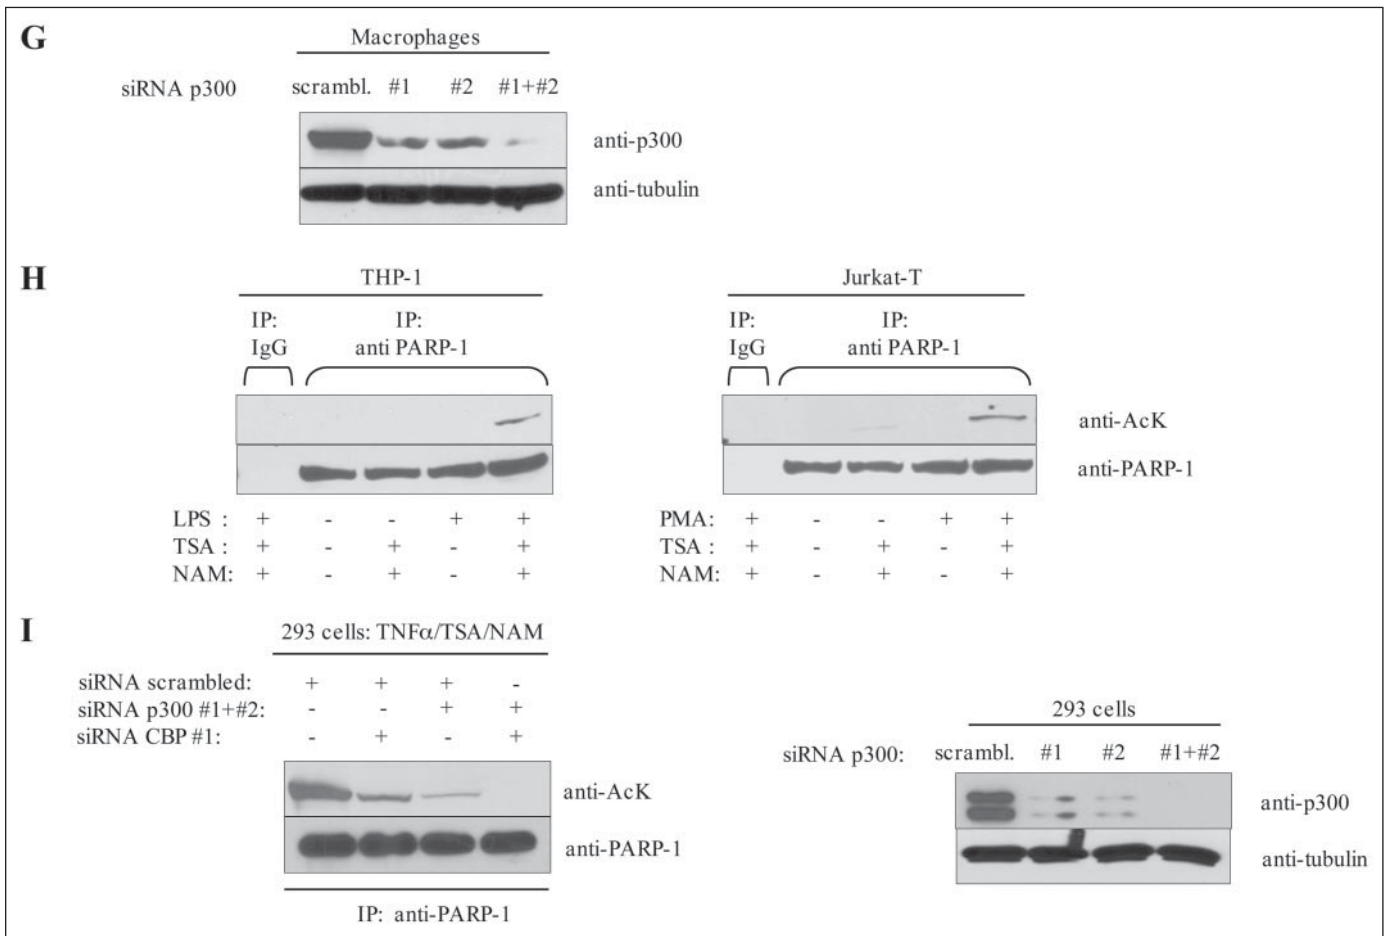 G
Macrophages
siRNA p300 scrambl. #1 #2 #1+#2
anti-p300
anti-tubulin
H
THP-1
IP: IP:
IgG anti PARP-1
LPS : + - - + +
TSA : + - + - +
NAM: + - + - +
Jurkat-T
IP: IP:
IgG anti PARP-1
anti-AcK
anti-PARP-1
PMA: + - - + +
TSA : + - + - +
NAM: + - + - +
I
293 cells: TNFα/TSA/NAM
siRNA scrambled: + + + -
siRNA p300 #1+#2: - - + +
siRNA CBP #1: - + - +
anti-AcK
anti-PARP-1
IP: anti-PARP-1
293 cells
siRNA p300: scrambl. #1 #2 #1+#2
anti-p300
anti-tubulin